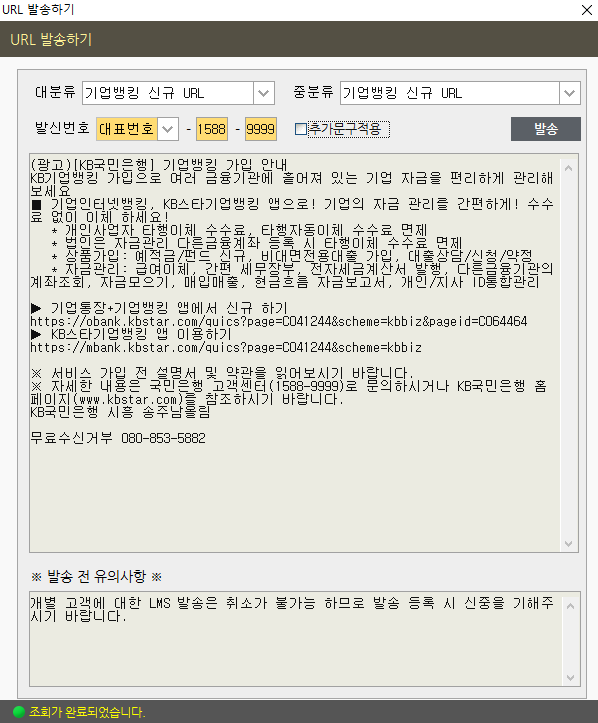 URL 발송하기
URL 발송하기
대분류 기업뱅킹 신규 URL 중분류 기업뱅킹 신규 URL
발신번호 대표번호 - 1588 - 9999 추가문구적용 발송
(광고)[KB국민은행] 기업뱅킹 가입 안내
KB기업뱅킹 가입으로 여러 금융기관에 흩어져 있는 기업 자금을 편리하게 관리해
보세요
■ 기업인터넷뱅킹, KB스타기업뱅킹 앱으로! 기업의 자금 관리를 간편하게! 수수
료 없이 이체 하세요!
* 개인사업자 타행이체 수수료, 타행자동이체 수수료 면제
* 법인은 자금관리 다른금융계좌 등록 시 타행이체 수수료 면제
* 상품가입: 예적금/펀드 신규, 비대면전용대출 가입, 대출상담/신청/약정
* 자금관리: 급여이체, 간편 세무장부, 전자세금계산서 발행, 다른금융기관의
계좌조회, 자금모으기, 매입매출, 현금흐름 자금보고서, 개인/지사 ID통합관리
▶ 기업통장+기업뱅킹 앱에서 신규 하기
https://obank.kbstar.com/quics?page=C041244&scheme=kbbiz&pageid=C064464
▶ KB스타기업뱅킹 앱 이용하기
https://mbank.kbstar.com/quics?page=C041244&scheme=kbbiz
※ 서비스 가입 전 설명서 및 약관을 읽어보시기 바랍니다.
※ 자세한 내용은 국민은행 고객센터(1588-9999)로 문의하시거나 KB국민은행 홈
페이지(www.kbstar.com)를 참조하시기 바랍니다.
KB국민은행 시흥 송주남올림
무료수신거부 080-853-5882
※ 발송 전 유의사항 ※
개별 고객에 대한 LMS 발송은 취소가 불가능 하므로 발송 등록 시 신중을 기해주
시기 바랍니다.
조회가 완료되었습니다.